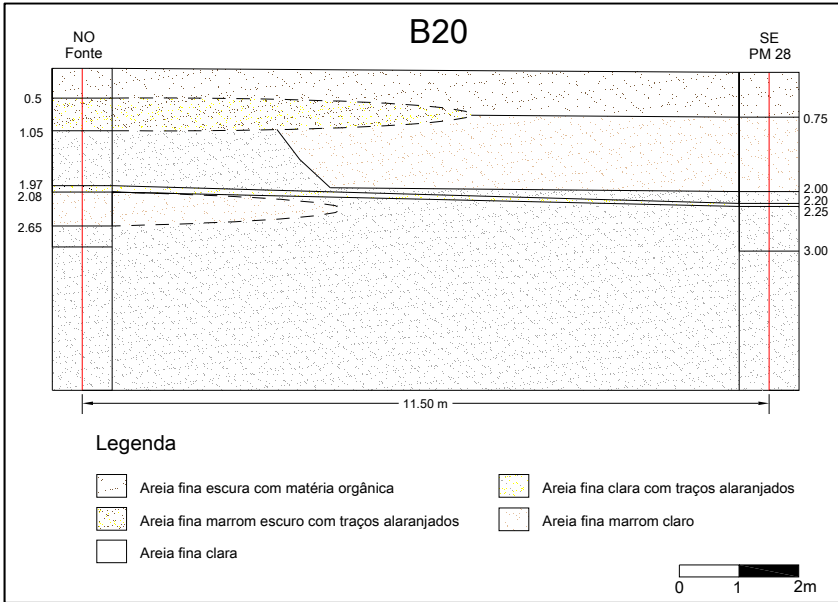 B20
NO
Fonte
SE
PM 28
0.5
1.05
1.97
2.08
2.65
0.75
2.00
2.20
2.25
3.00
11.50 m
Legenda
Areia fina escura com matéria orgânica
Areia fina clara com traços alaranjados
Areia fina marrom escuro com traços alaranjados
Areia fina marrom claro
Areia fina clara
0 1 2m